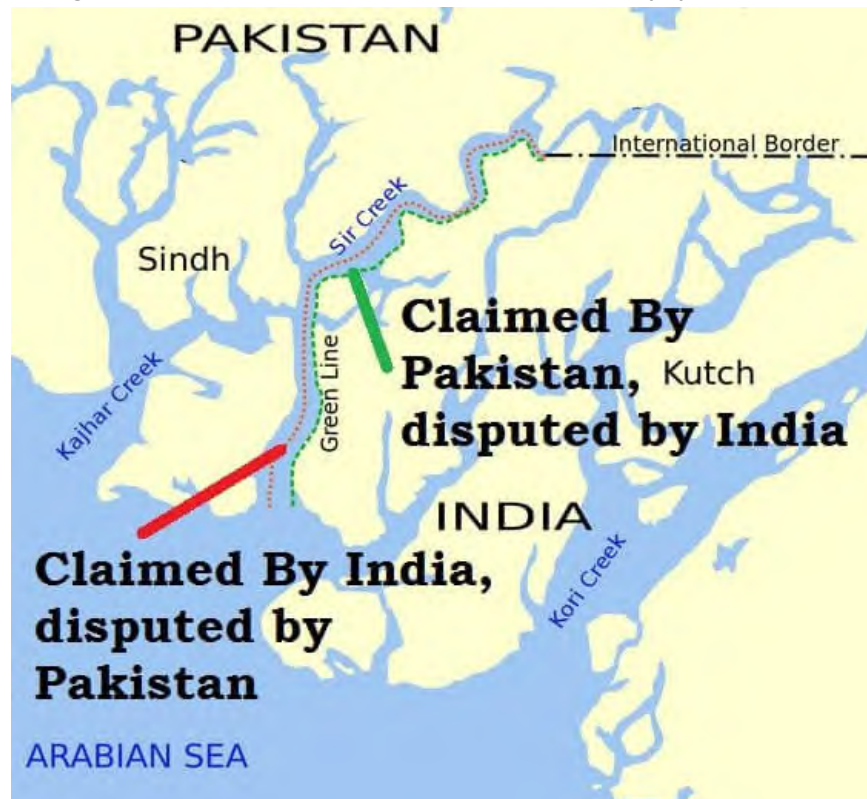 PAKISTAN
International Border
Sir Creek
Sindh
Claimed By
Pakistan,
disputed by India
Kutch
Green Line
Kajhar Creek
INDIA
Kori Creek
Claimed By India,
disputed by
Pakistan
ARABIAN SEA